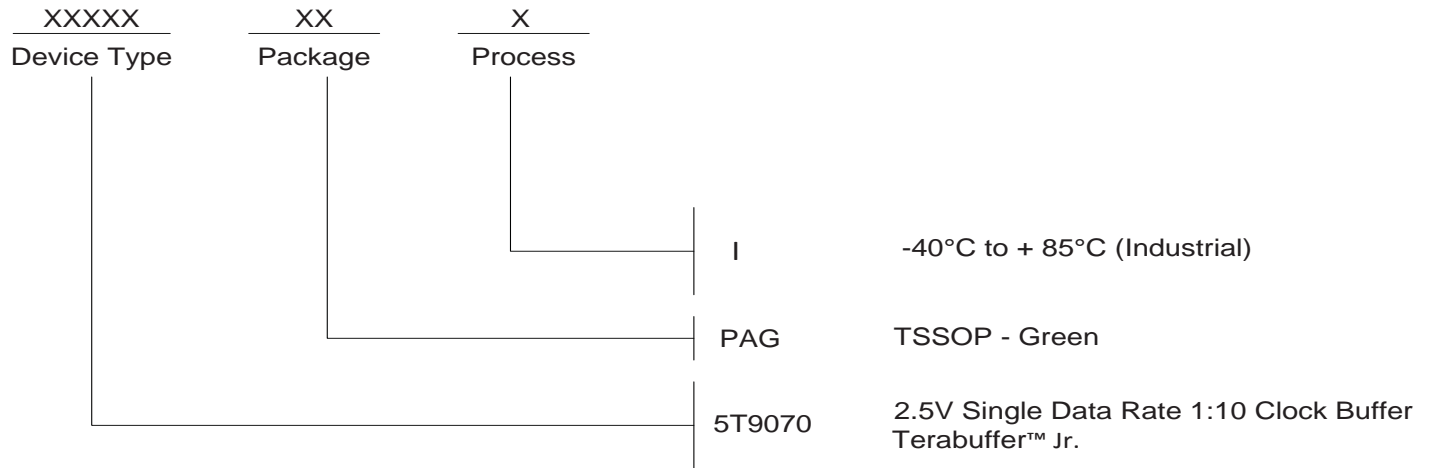 XXXXX XX X
Device Type Package Process
I -40°C to + 85°C (Industrial)
PAG TSSOP - Green
5T9070 2.5V Single Data Rate 1:10 Clock Buffer
Terabuffer™ Jr.